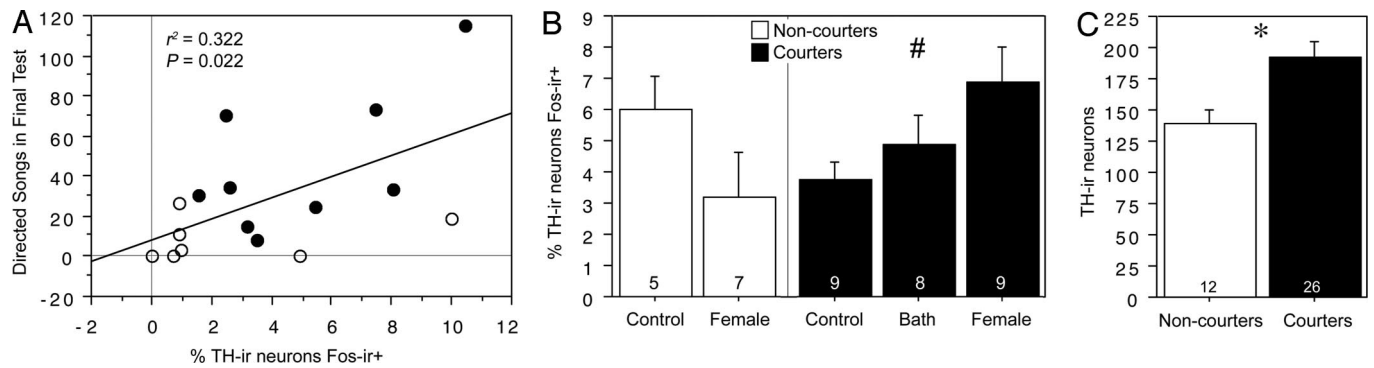 A
Directed Songs in Final Test
120
100
80
60
40
20
0
-20
r² = 0.322
P = 0.022
-2 0 2 4 6 8 10 12
% TH-ir neurons Fos-ir+
B
% TH-ir neurons Fos-ir+
9
8
7
6
5
4
3
2
1
0
Non-courters
Courters
#
5 7 9 8 9
Control Female Control Bath Female
C
TH-ir neurons
225
200
175
150
125
100
75
50
25
0
*
12 26
Non-courters Courters